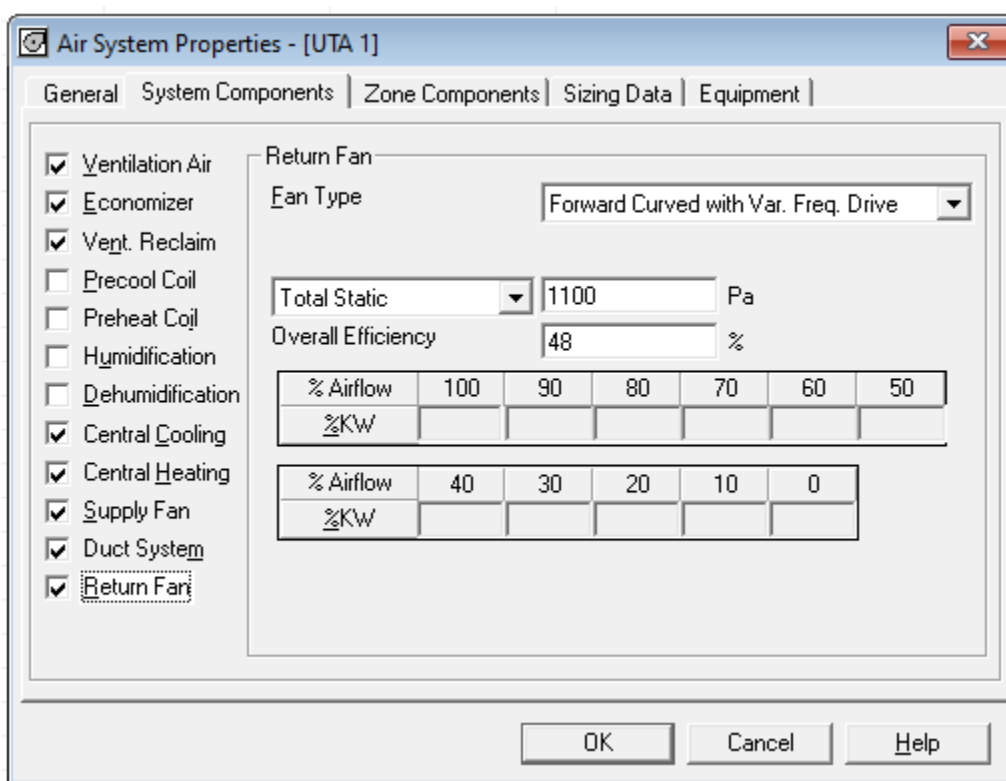 Air System Properties - [UTA 1]
General System Components Zone Components Sizing Data Equipment
Ventilation Air
Economizer
Vent. Reclaim
Precool Coil
Preheat Coil
Humidification
Dehumidification
Central Cooling
Central Heating
Supply Fan
Duct System
Return Fan
Return Fan
Fan Type Forward Curved with Var. Freq. Drive
Total Static 1100 Pa
Overall Efficiency 48 %
% Airflow 100 90 80 70 60 50
%KW
% Airflow 40 30 20 10 0
%KW
OK Cancel Help